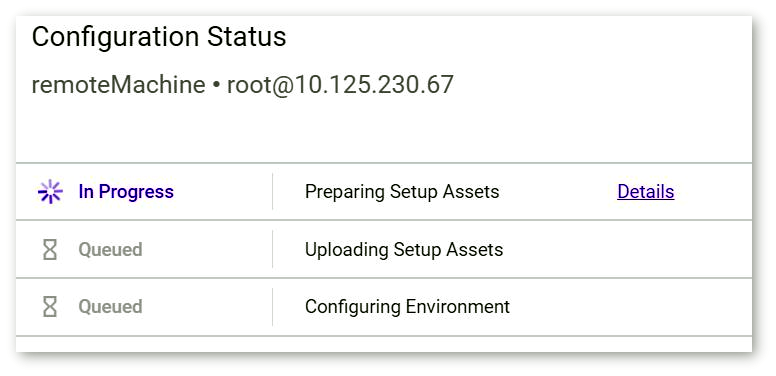 Configuration Status
remoteMachine • root@10.125.230.67
In Progress Preparing Setup Assets Details
Queued Uploading Setup Assets
Queued Configuring Environment